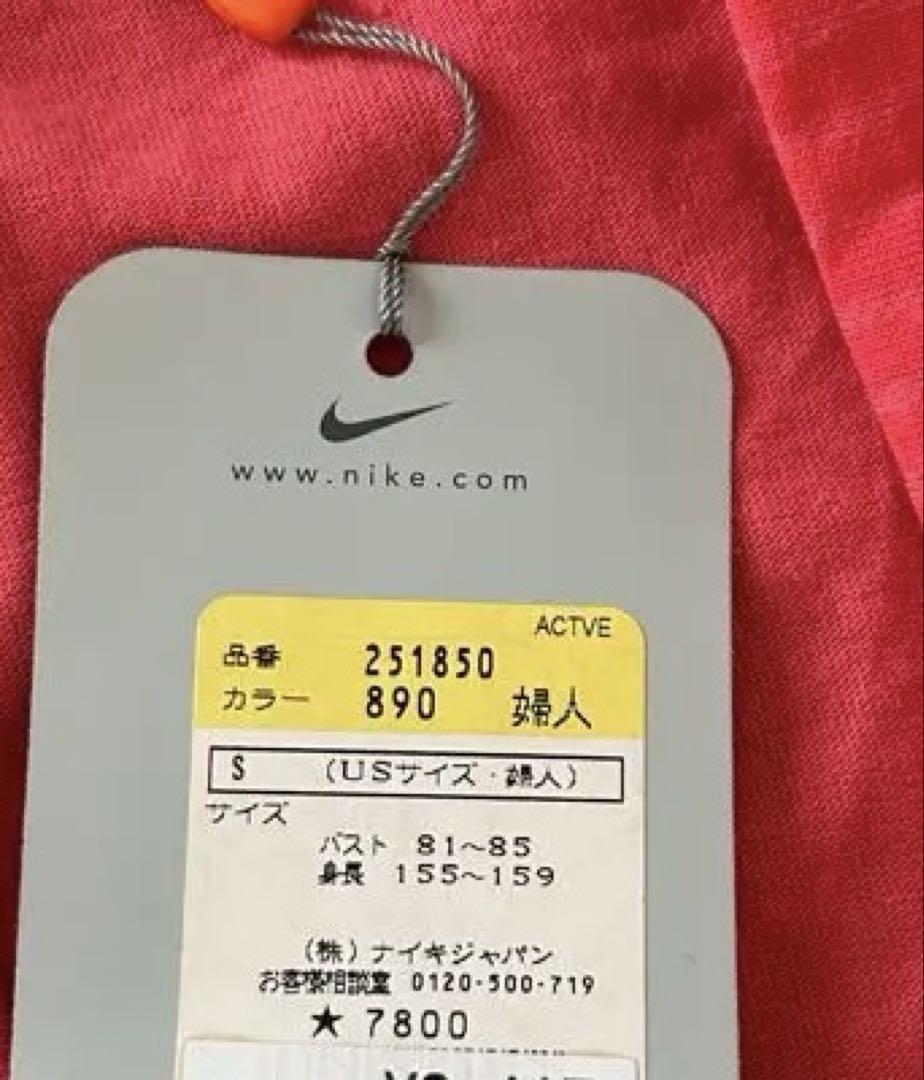 www.nike.com
ACTVE
品番 251850
カラー 890 婦人
S (USサイズ・婦人)
サイズ
バスト 81～85
身長 155～159
(株)ナイキジャパン
お客様相談室 0120-500-719
★7800